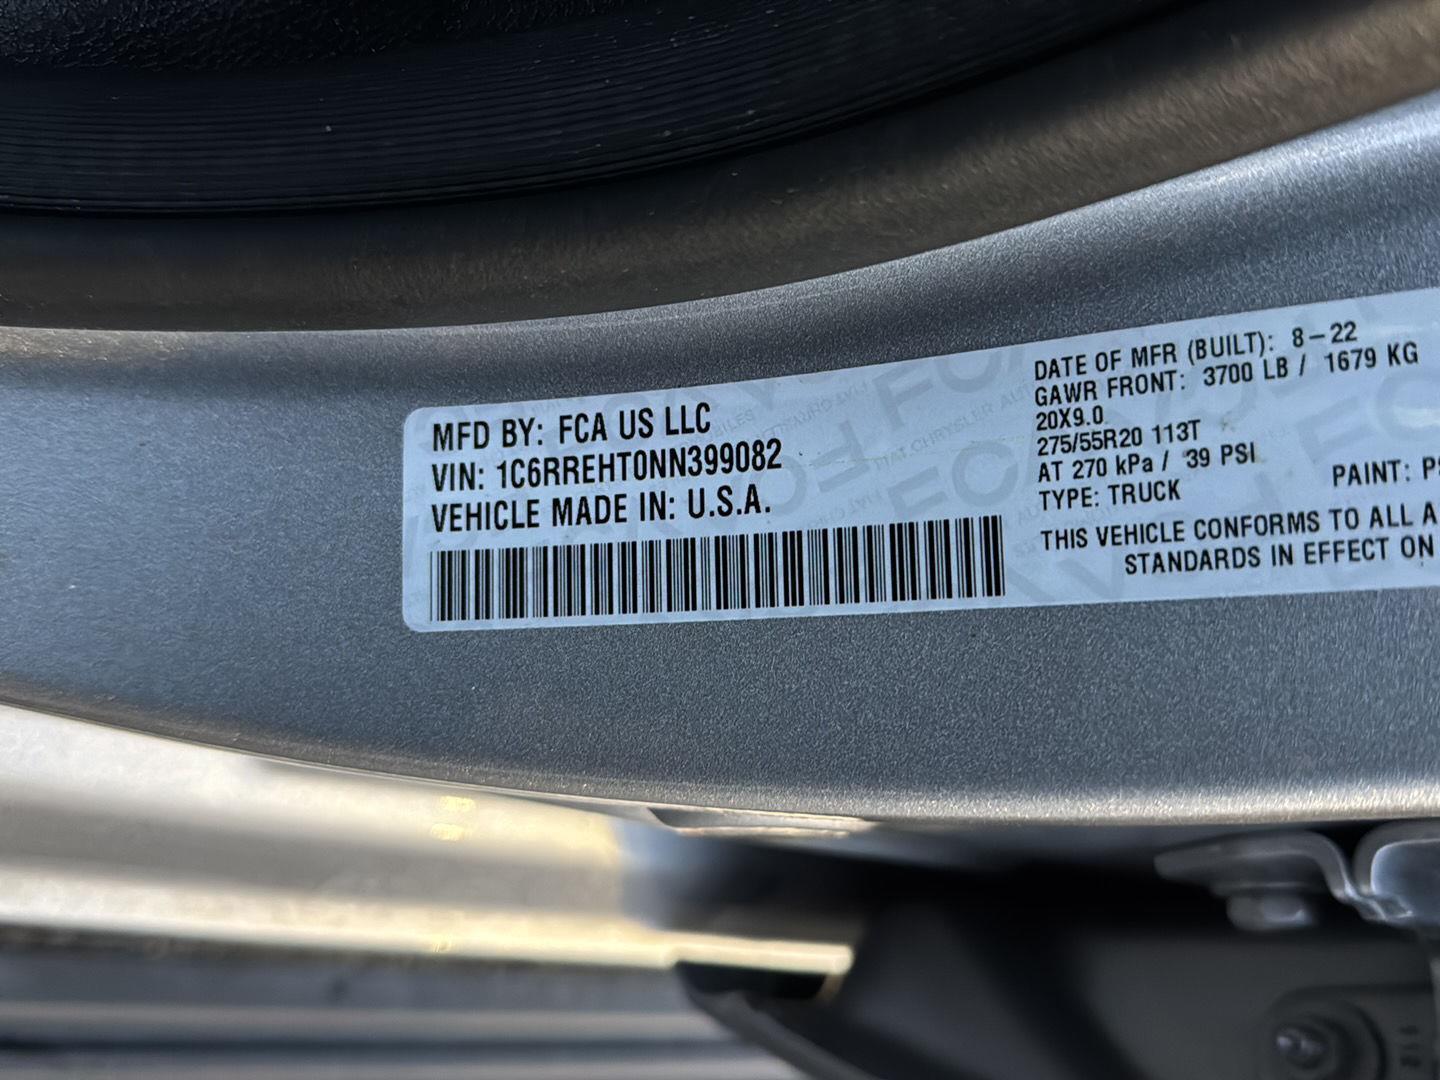 MFD BY: FCA US LLC
VIN: 1C6RREHT0NN399082
VEHICLE MADE IN: U.S.A.
DATE OF MFR (BUILT): 8-22
GAWR FRONT: 3700 LB / 1679 KG
20X9.0
275/55R20 113T
AT 270 kPa / 39 PSI
TYPE: TRUCK
PAINT:
THIS VEHICLE CONFORMS TO ALL
STANDARDS IN EFFECT ON